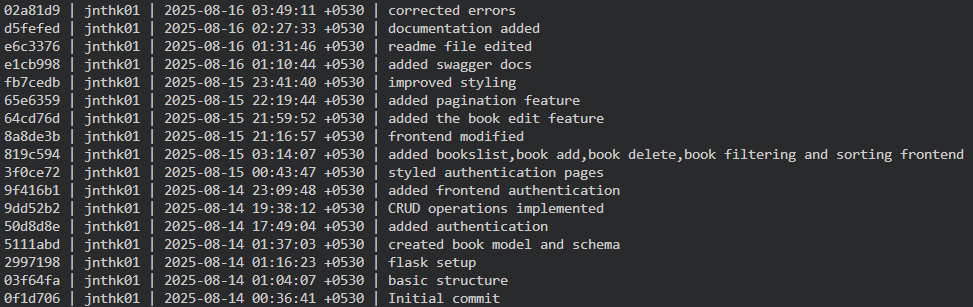 02a81d9 | jnthk01 | 2025-08-16 03:49:11 +0530 | corrected errors
d5fefed | jnthk01 | 2025-08-16 02:27:33 +0530 | documentation added
e6c3376 | jnthk01 | 2025-08-16 01:31:46 +0530 | readme file edited
e1cb998 | jnthk01 | 2025-08-16 01:10:44 +0530 | added swagger docs
fb7cedb | jnthk01 | 2025-08-15 23:41:40 +0530 | improved styling
65e6359 | jnthk01 | 2025-08-15 22:19:44 +0530 | added pagination feature
64cd76d | jnthk01 | 2025-08-15 21:59:52 +0530 | added the book edit feature
8a8de3b | jnthk01 | 2025-08-15 21:16:57 +0530 | frontend modified
819c594 | jnthk01 | 2025-08-15 03:14:07 +0530 | added bookslist,book add,book delete,book filtering and sorting frontend
3f0ce72 | jnthk01 | 2025-08-15 00:43:47 +0530 | styled authentication pages
9f416b1 | jnthk01 | 2025-08-14 23:09:48 +0530 | added frontend authentication
9dd52b2 | jnthk01 | 2025-08-14 19:38:12 +0530 | CRUD operations implemented
50d8d8e | jnthk01 | 2025-08-14 17:49:04 +0530 | added authentication
5111abd | jnthk01 | 2025-08-14 01:37:03 +0530 | created book model and schema
2997198 | jnthk01 | 2025-08-14 01:16:23 +0530 | flask setup
03f64fa | jnthk01 | 2025-08-14 01:04:07 +0530 | basic structure
0f1d706 | jnthk01 | 2025-08-14 00:36:41 +0530 | Initial commit